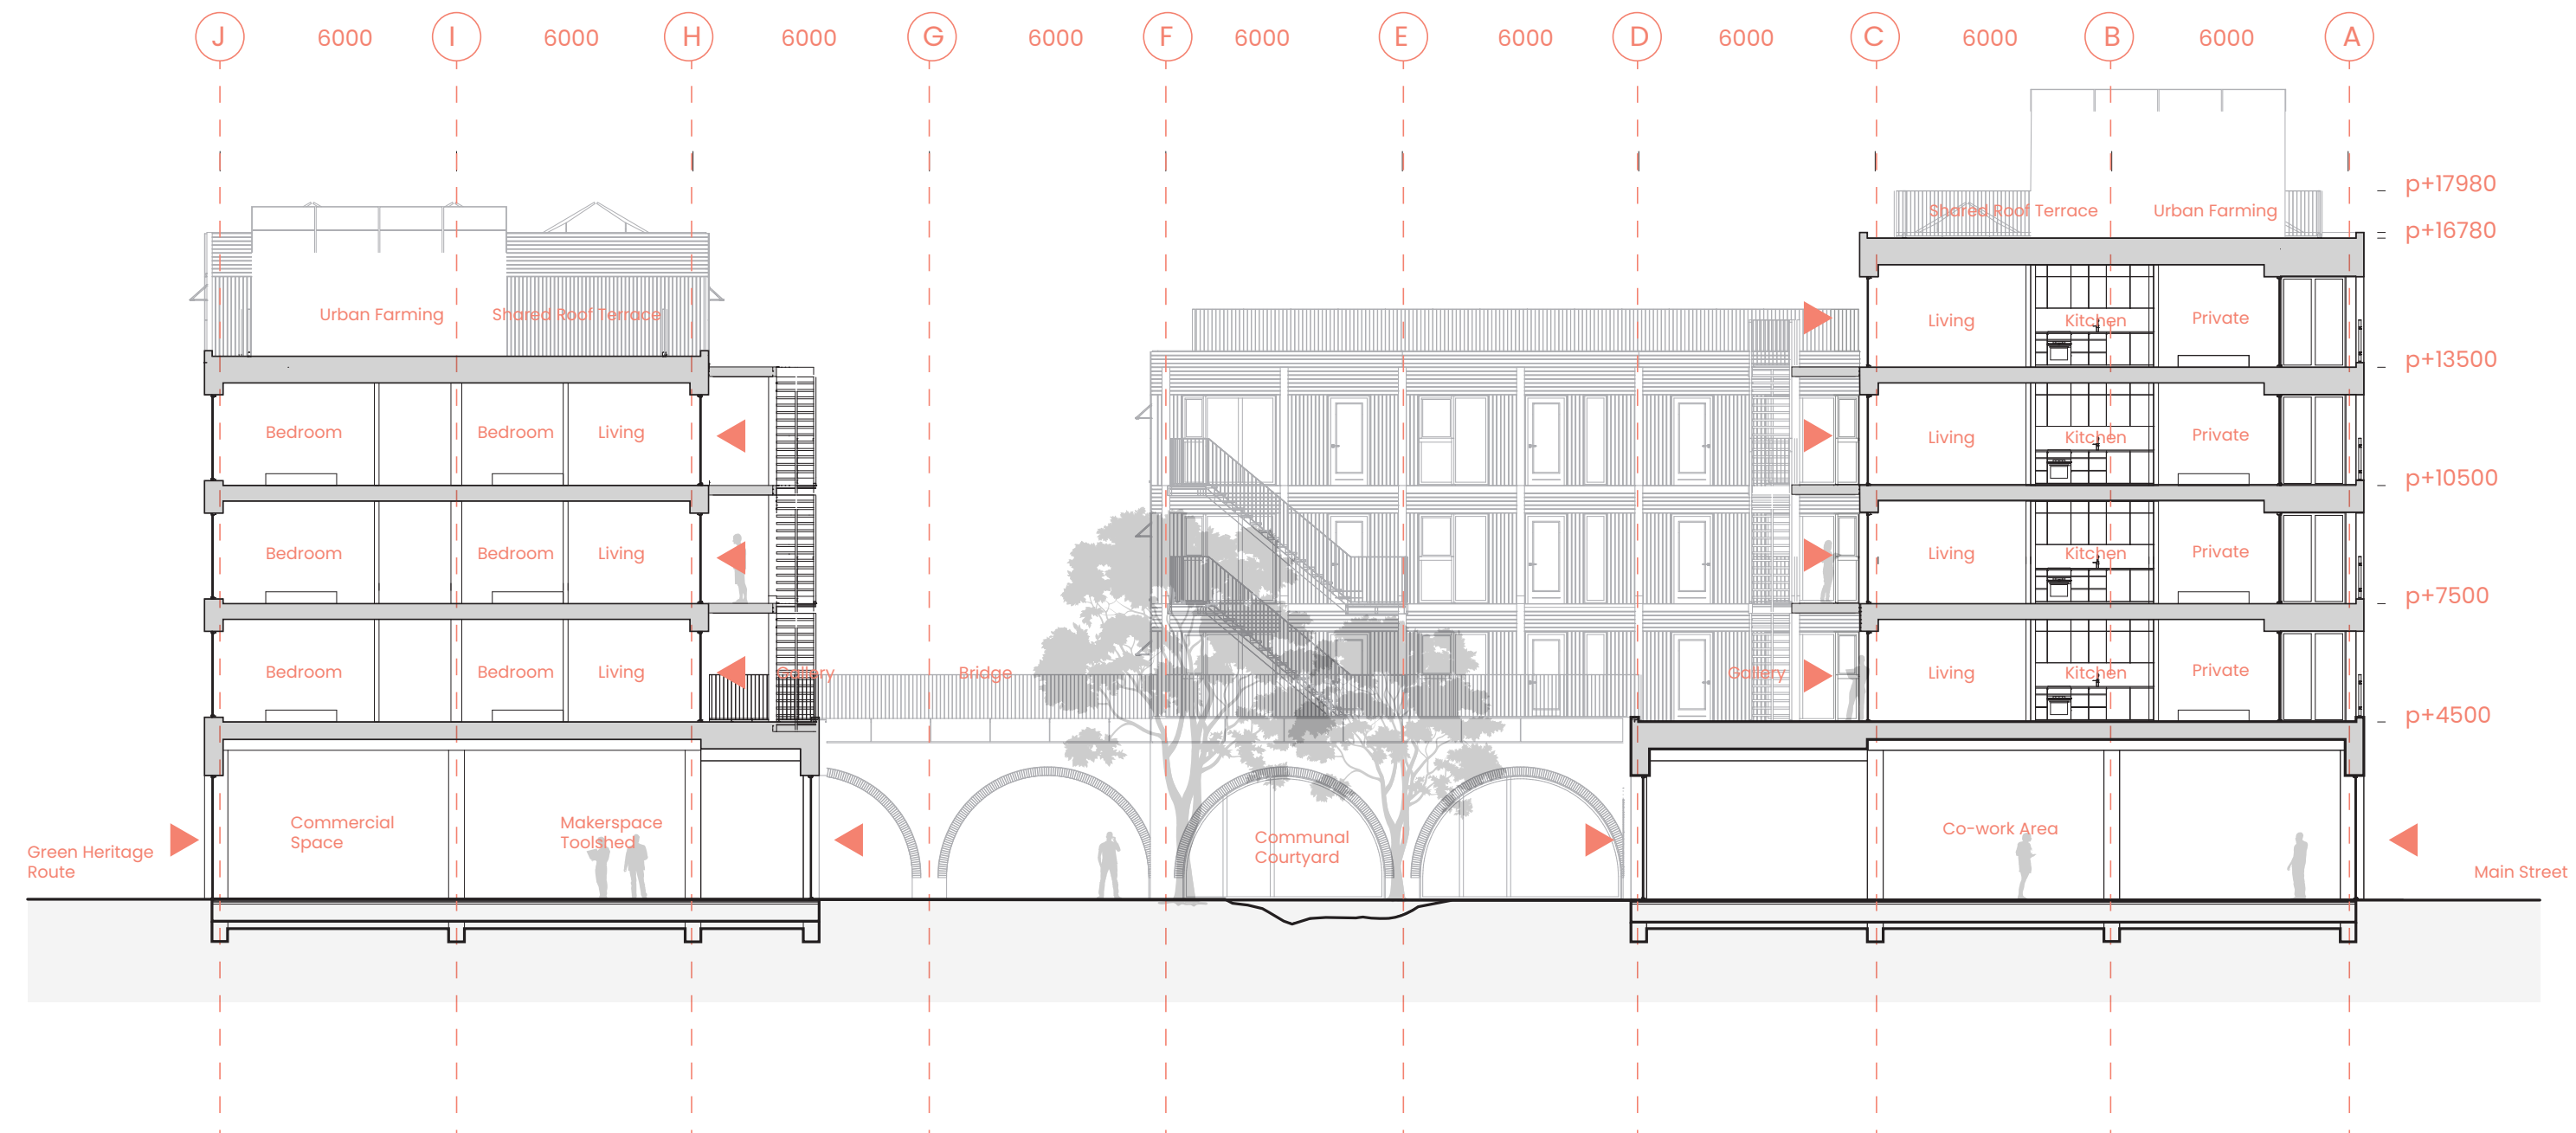 J 6000 I 6000 H 6000 G 6000 F 6000 E 6000 D 6000 C 6000 B 6000 A
p+17980
Shared Roof Terrace Urban Farming
p+16780
Urban Farming Shared Roof Terrace
Living Kitchen Private
p+13500
Bedroom Bedroom Living Living Kitchen Private
p+10500
Bedroom Bedroom Living Living Kitchen Private
p+7500
Bedroom Bedroom Living Gallery Bridge Gallery Living Kitchen Private
p+4500
Commercial
Space
Makerspace
Toolshed
Communal
Courtyard
Co-work Area
Green Heritage
Route
Main Street